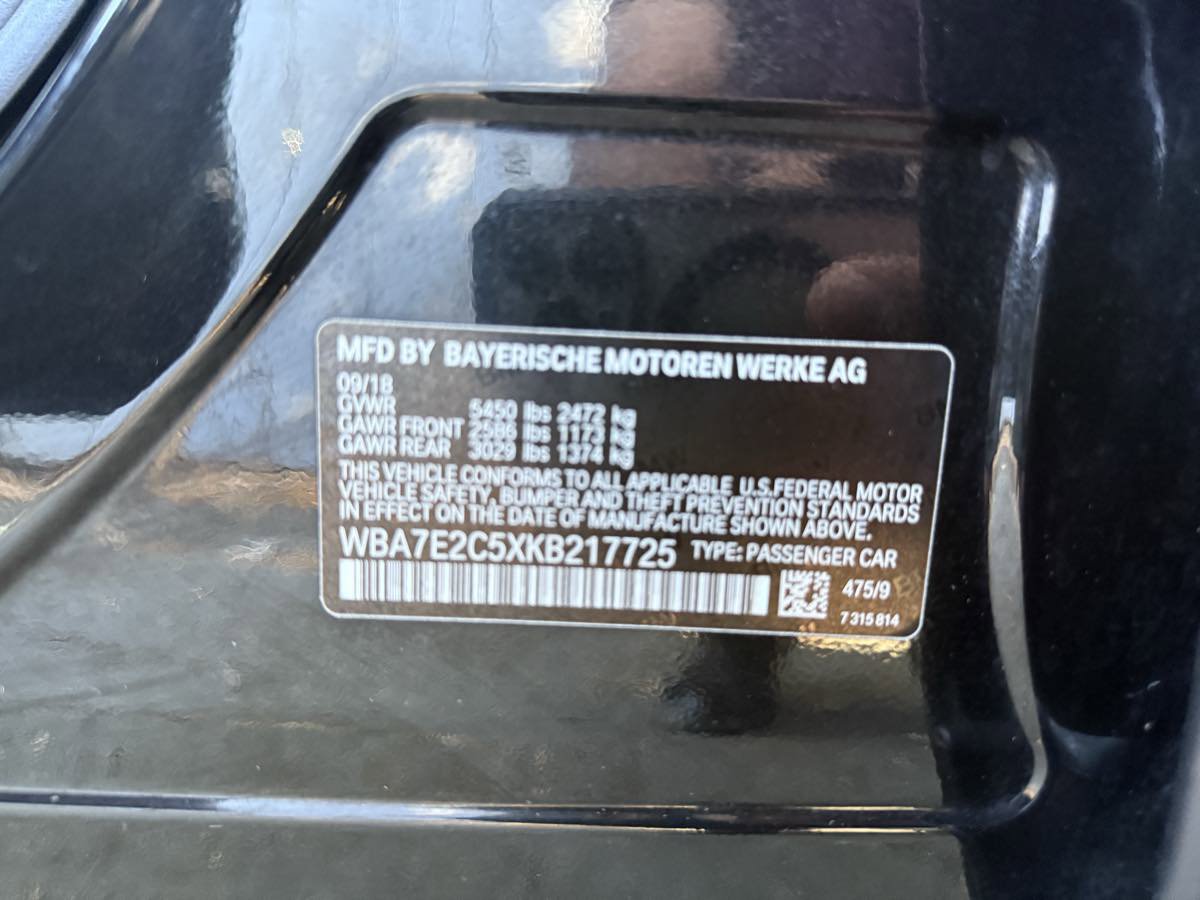 MFD BY BAYERISCHE MOTOREN WERKE AG
09/18
GVWR 5450 lbs 2472 kg
GAWR FRONT 2586 lbs 1173 kg
GAWR REAR 3029 lbs 1374 kg
THIS VEHICLE CONFORMS TO ALL APPLICABLE U.S.FEDERAL MOTOR
VEHICLE SAFETY, BUMPER AND THEFT PREVENTION STANDARDS
IN EFFECT ON THE DATE OF MANUFACTURE SHOWN ABOVE.
WBA7E2C5XKB217725 TYPE: PASSENGER CAR
475/9
7 315 814